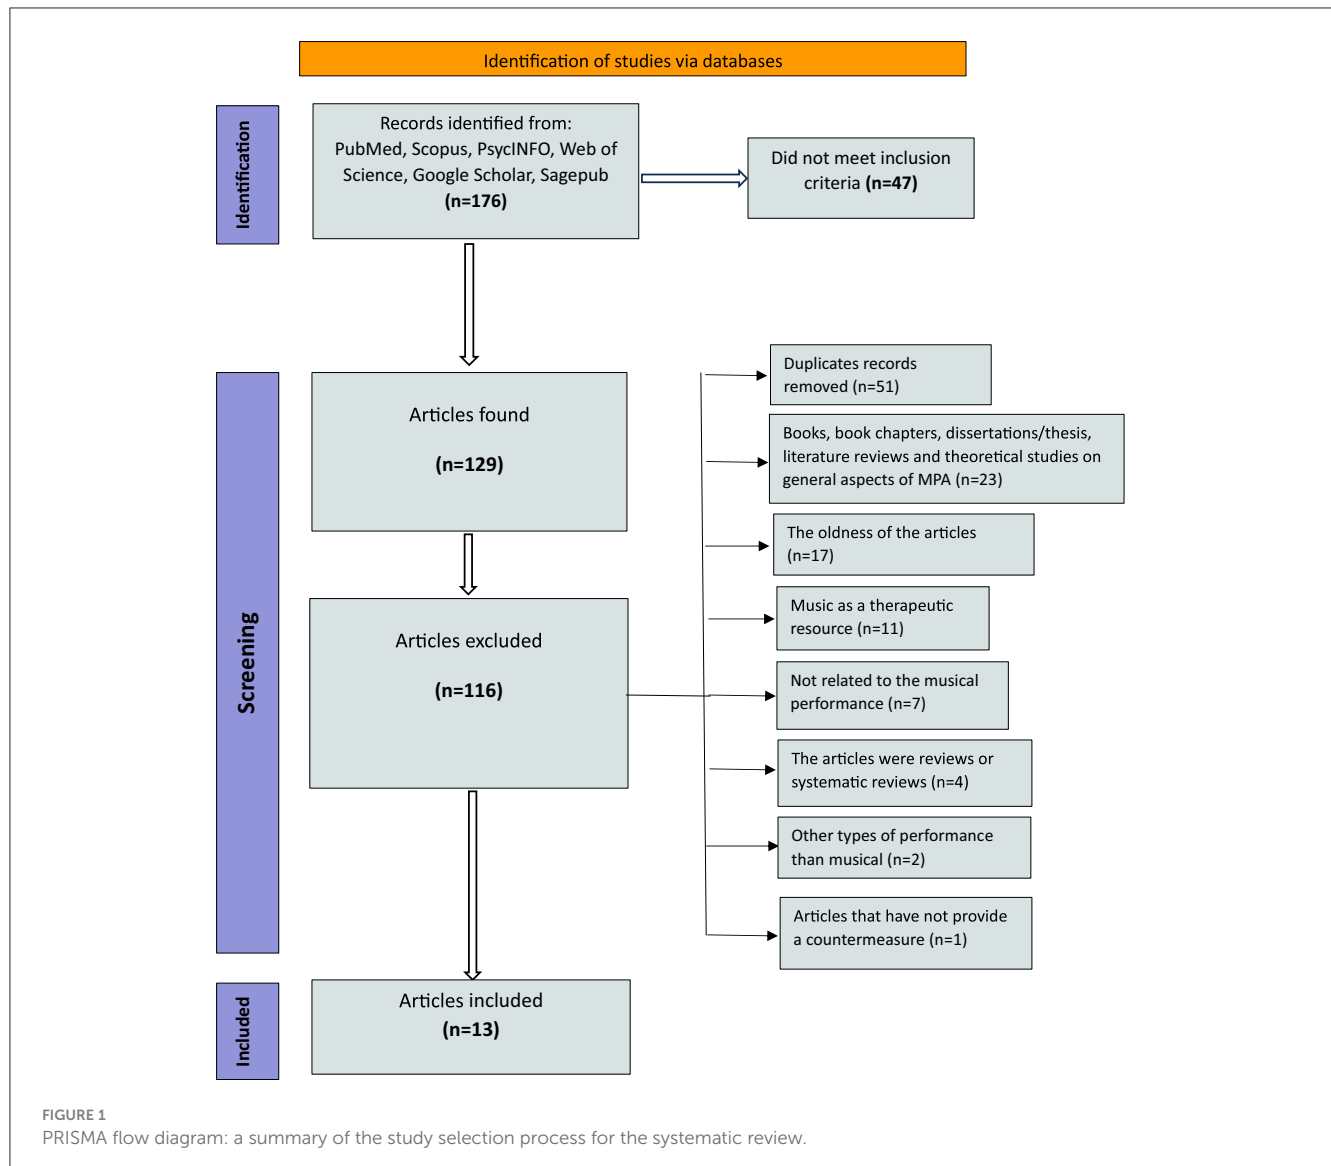 Identification of studies via databases
Identification
Records identified from:
PubMed, Scopus, PsycINFO, Web of
Science, Google Scholar, Sagepub
(n=176)
Did not meet inclusion
criteria (n=47)
Screening
Articles found
(n=129)
Articles excluded
(n=116)
Duplicates records
removed (n=51)
Books, book chapters, dissertations/thesis,
literature reviews and theoretical studies on
general aspects of MPA (n=23)
The oldness of the articles
(n=17)
Music as a therapeutic
resource (n=11)
Not related to the musical
performance (n=7)
The articles were reviews or
systematic reviews (n=4)
Other types of performance
than musical (n=2)
Articles that have not provide
a countermeasure (n=1)
Included
Articles included
(n=13)
FIGURE 1
PRISMA flow diagram: a summary of the study selection process for the systematic review.